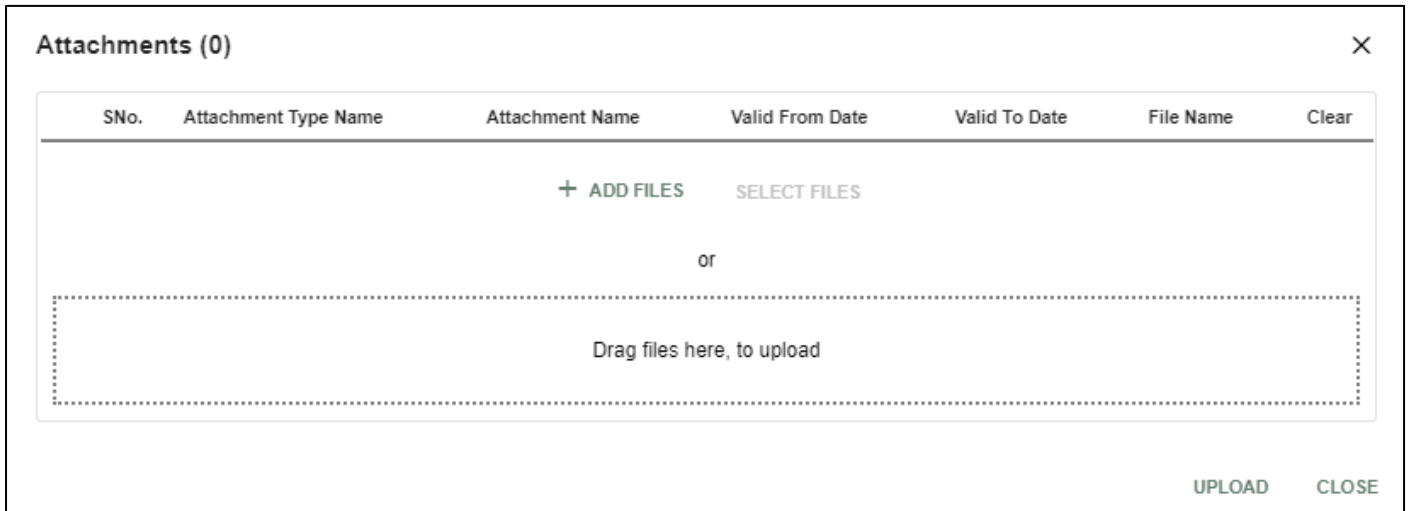 Attachments (0)
SNo. Attachment Type Name Attachment Name Valid From Date Valid To Date File Name Clear
+ ADD FILES SELECT FILES
or
Drag files here, to upload
UPLOAD CLOSE